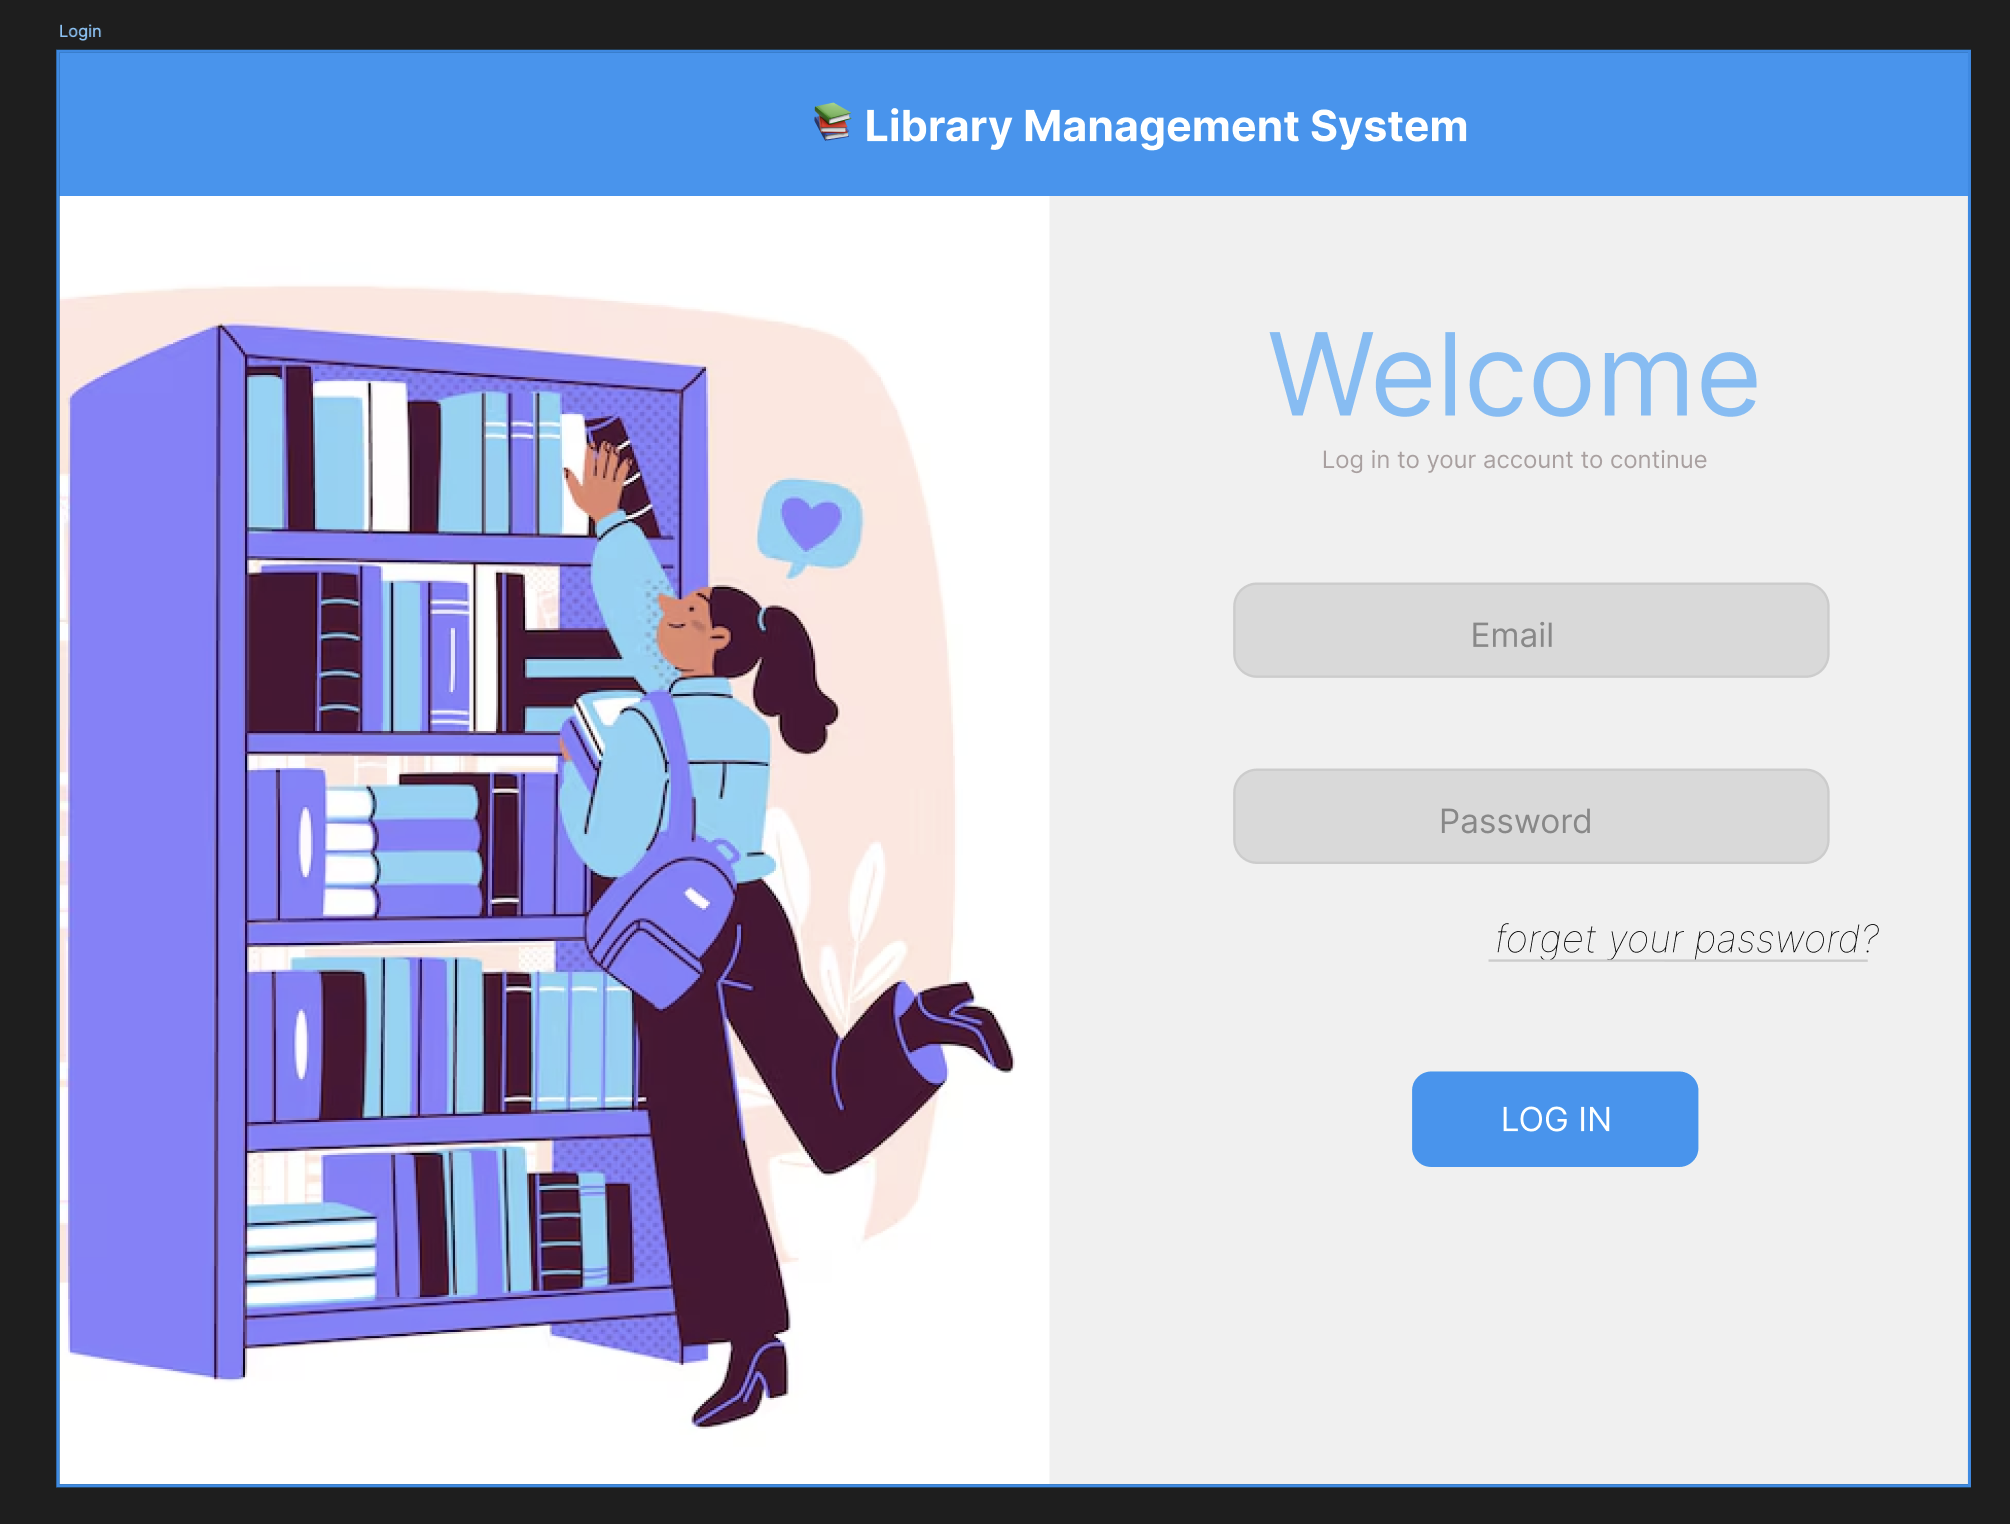 Login
📚 Library Management System
Welcome
Log in to your account to continue
Email
Password
forget your password?
LOG IN